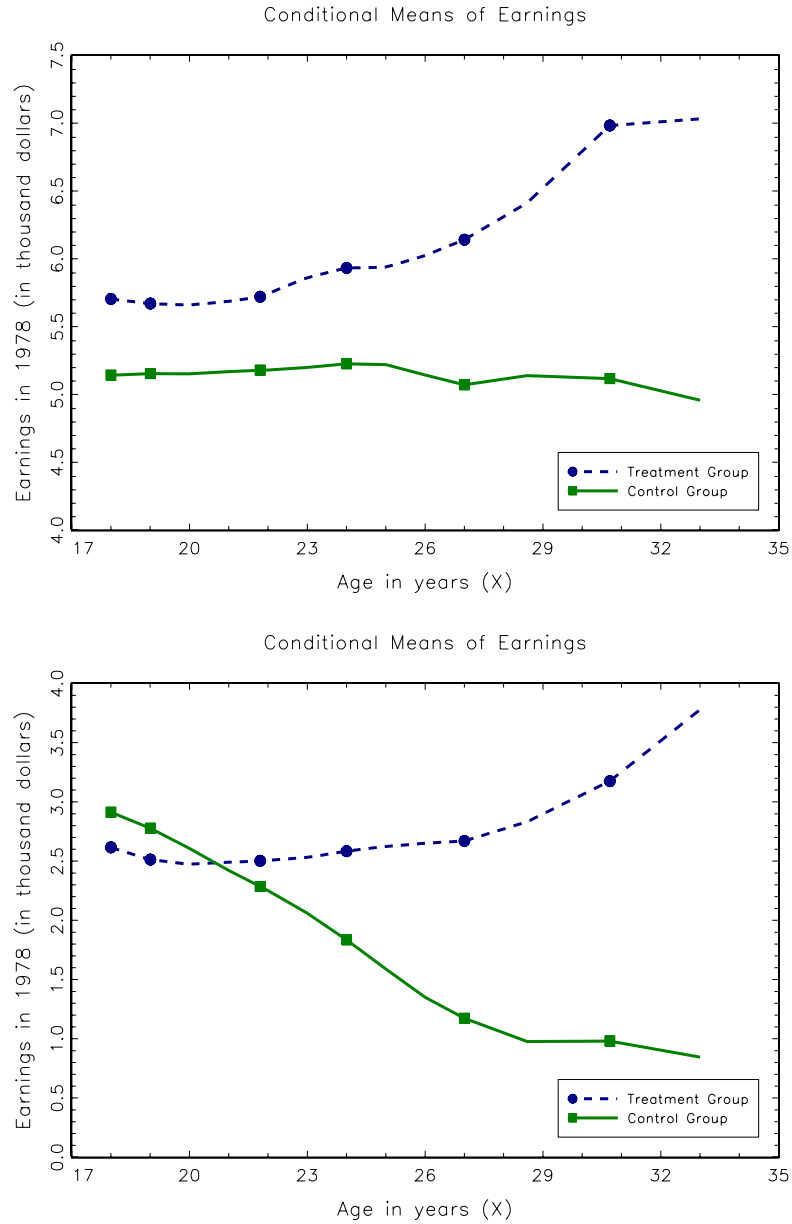 Conditional Means of Earnings
Earnings in 1978 (in thousand dollars)
7.5
7.0
6.5
6.0
5.5
5.0
4.5
4.0
17 20 23 26 29 32 35
Age in years (X)
Treatment Group
Control Group
Conditional Means of Earnings
Earnings in 1978 (in thousand dollars)
4.0
3.5
3.0
2.5
2.0
1.5
1.0
0.5
0.0
17 20 23 26 29 32 35
Age in years (X)
Treatment Group
Control Group